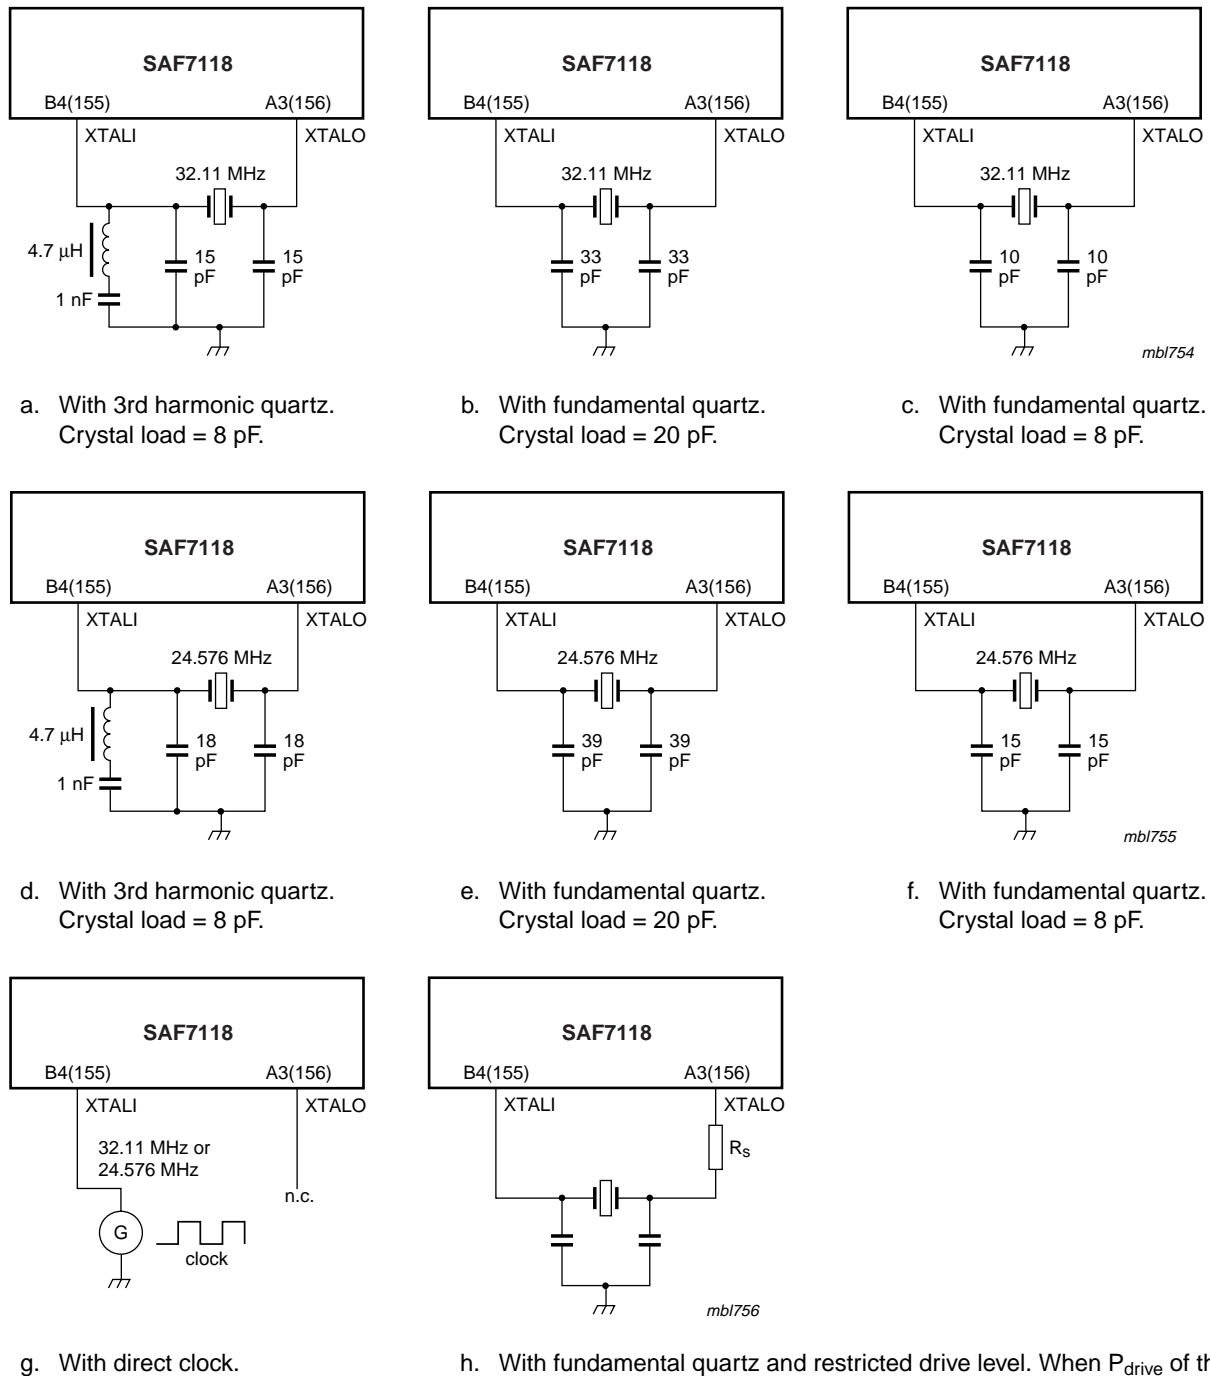 SAF7118
B4(155) A3(156)
XTALI XTALO
32.11 MHz
4.7 μH
15 pF
15 pF
1 nF
a. With 3rd harmonic quartz.
Crystal load = 8 pF.
SAF7118
B4(155) A3(156)
XTALI XTALO
32.11 MHz
33 pF
33 pF
b. With fundamental quartz.
Crystal load = 20 pF.
SAF7118
B4(155) A3(156)
XTALI XTALO
32.11 MHz
10 pF
10 pF
mbl754
c. With fundamental quartz.
Crystal load = 8 pF.
SAF7118
B4(155) A3(156)
XTALI XTALO
24.576 MHz
4.7 μH
18 pF
18 pF
1 nF
d. With 3rd harmonic quartz.
Crystal load = 8 pF.
SAF7118
B4(155) A3(156)
XTALI XTALO
24.576 MHz
39 pF
39 pF
e. With fundamental quartz.
Crystal load = 20 pF.
SAF7118
B4(155) A3(156)
XTALI XTALO
24.576 MHz
15 pF
15 pF
mbl755
f. With fundamental quartz.
Crystal load = 8 pF.
SAF7118
B4(155) A3(156)
XTALI XTALO
32.11 MHz or
24.576 MHz
n.c.
G
clock
g. With direct clock.
SAF7118
B4(155) A3(156)
XTALI XTALO
Rs
mbl756
h. With fundamental quartz and restricted drive level. When Pdrive of